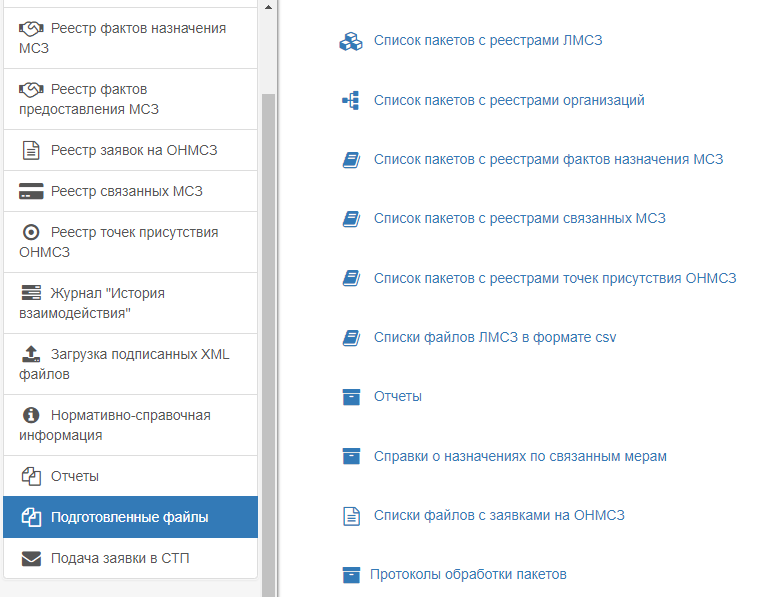 Реестр фактов назначения
МСЗ
Реестр фактов
предоставления МСЗ
Реестр заявок на ОНМСЗ
Реестр связанных МСЗ
Реестр точек присутствия
ОНМСЗ
Журнал "История
взаимодействия"
Загрузка подписанных XML
файлов
Нормативно-справочная
информация
Отчеты
Подготовленные файлы
Подача заявки в СТП
Список пакетов с реестрами ЛМСЗ
Список пакетов с реестрами организаций
Список пакетов с реестрами фактов назначения МСЗ
Список пакетов с реестрами связанных МСЗ
Список пакетов с реестрами точек присутствия ОНМСЗ
Списки файлов ЛМСЗ в формате csv
Отчеты
Справки о назначениях по связанным мерам
Списки файлов с заявками на ОНМСЗ
Протоколы обработки пакетов